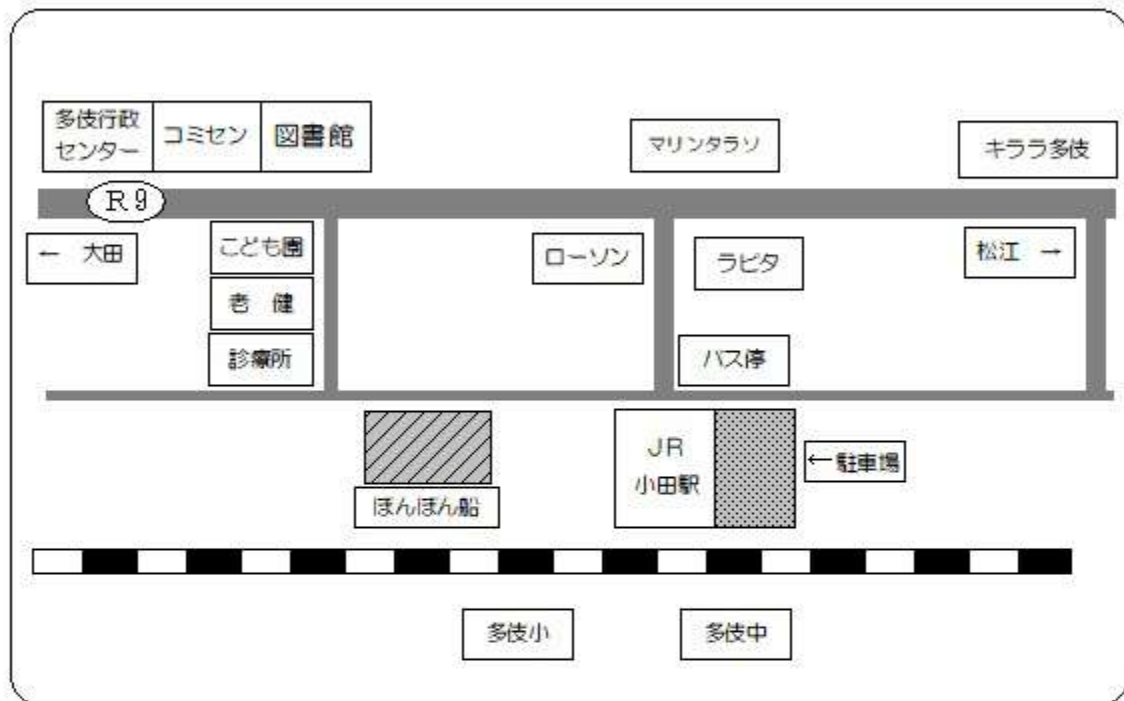 多伎行政
センター
コミセン
図書館
マリンタラソ
キララ多伎
R9
← 大田
こども園
ローソン
ラピタ
松江 →
老 健
診療所
バス停
JR
小田駅
←駐車場
ぽんぽん船
多伎小
多伎中